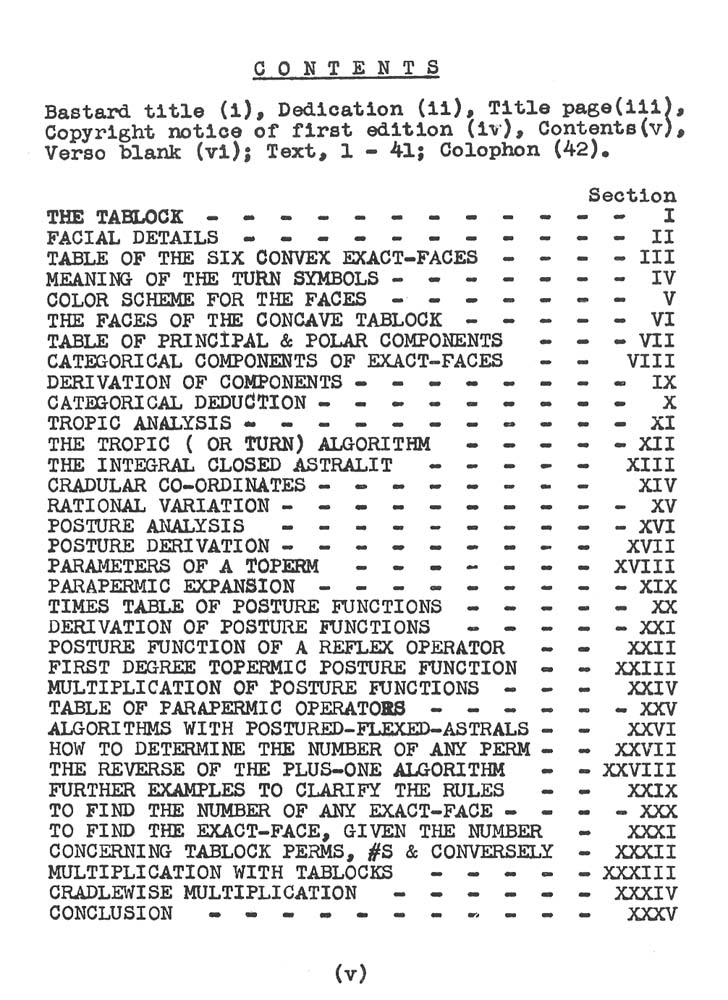 C O N T E N T S
Bastard title (i), Dedication (ii), Title page(iii),
Copyright notice of first edition (iv), Contents(v),
Verso blank (vi); Text, 1 - 41; Colophon (42).
Section
THE TABLOCK - - - - - - - - - - - - I
FACIAL DETAILS - - - - - - - - - - - II
TABLE OF THE SIX CONVEX EXACT-FACES - - - - III
MEANING OF THE TURN SYMBOLS - - - - - - - IV
COLOR SCHEME FOR THE FACES - - - - - - - V
THE FACES OF THE CONCAVE TABLOCK - - - - - VI
TABLE OF PRINCIPAL & POLAR COMPONENTS - - - VII
CATEGORICAL COMPONENTS OF EXACT-FACES - - VIII
DERIVATION OF COMPONENTS - - - - - - - - IX
CATEGORICAL DEDUCTION - - - - - - - - - X
TROPIC ANALYSIS - - - - - - - - - - - XI
THE TROPIC ( OR TURN) ALGORITHM - - - - - XII
THE INTEGRAL CLOSED ASTRALIT - - - - - XIII
CRADULAR CO-ORDINATES - - - - - - - - XIV
RATIONAL VARIATION - - - - - - - - - - XV
POSTURE ANALYSIS - - - - - - - - - - XVI
POSTURE DERIVATION - - - - - - - - - XVII
PARAMETERS OF A TOPERM - - - - - - - XVIII
PARAPERMIC EXPANSION - - - - - - - - - XIX
TIMES TABLE OF POSTURE FUNCTIONS - - - - XX
DERIVATION OF POSTURE FUNCTIONS - - - - - XXI
POSTURE FUNCTION OF A REFLEX OPERATOR - - XXII
FIRST DEGREE TOPERMIC POSTURE FUNCTION - - XXIII
MULTIPLICATION OF POSTURE FUNCTIONS - - - XXIV
TABLE OF PARAPERMIC OPERATORS - - - - - - XXV
ALGORITHMS WITH POSTURED-FLEXED-ASTRALS - - XXVI
HOW TO DETERMINE THE NUMBER OF ANY PERM - - XXVII
THE REVERSE OF THE PLUS-ONE ALGORITHM - - XXVIII
FURTHER EXAMPLES TO CLARIFY THE RULES - - XXIX
TO FIND THE NUMBER OF ANY EXACT-FACE - - - - XXX
TO FIND THE EXACT-FACE, GIVEN THE NUMBER - XXXI
CONCERNING TABLOCK PERMS, #S & CONVERSELY - XXXII
MULTIPLICATION WITH TABLOCKS - - - - - XXXIII
CRADLEWISE MULTIPLICATION - - - - - - XXXIV
CONCLUSION - - - - - - - - - - - XXXV
(v)